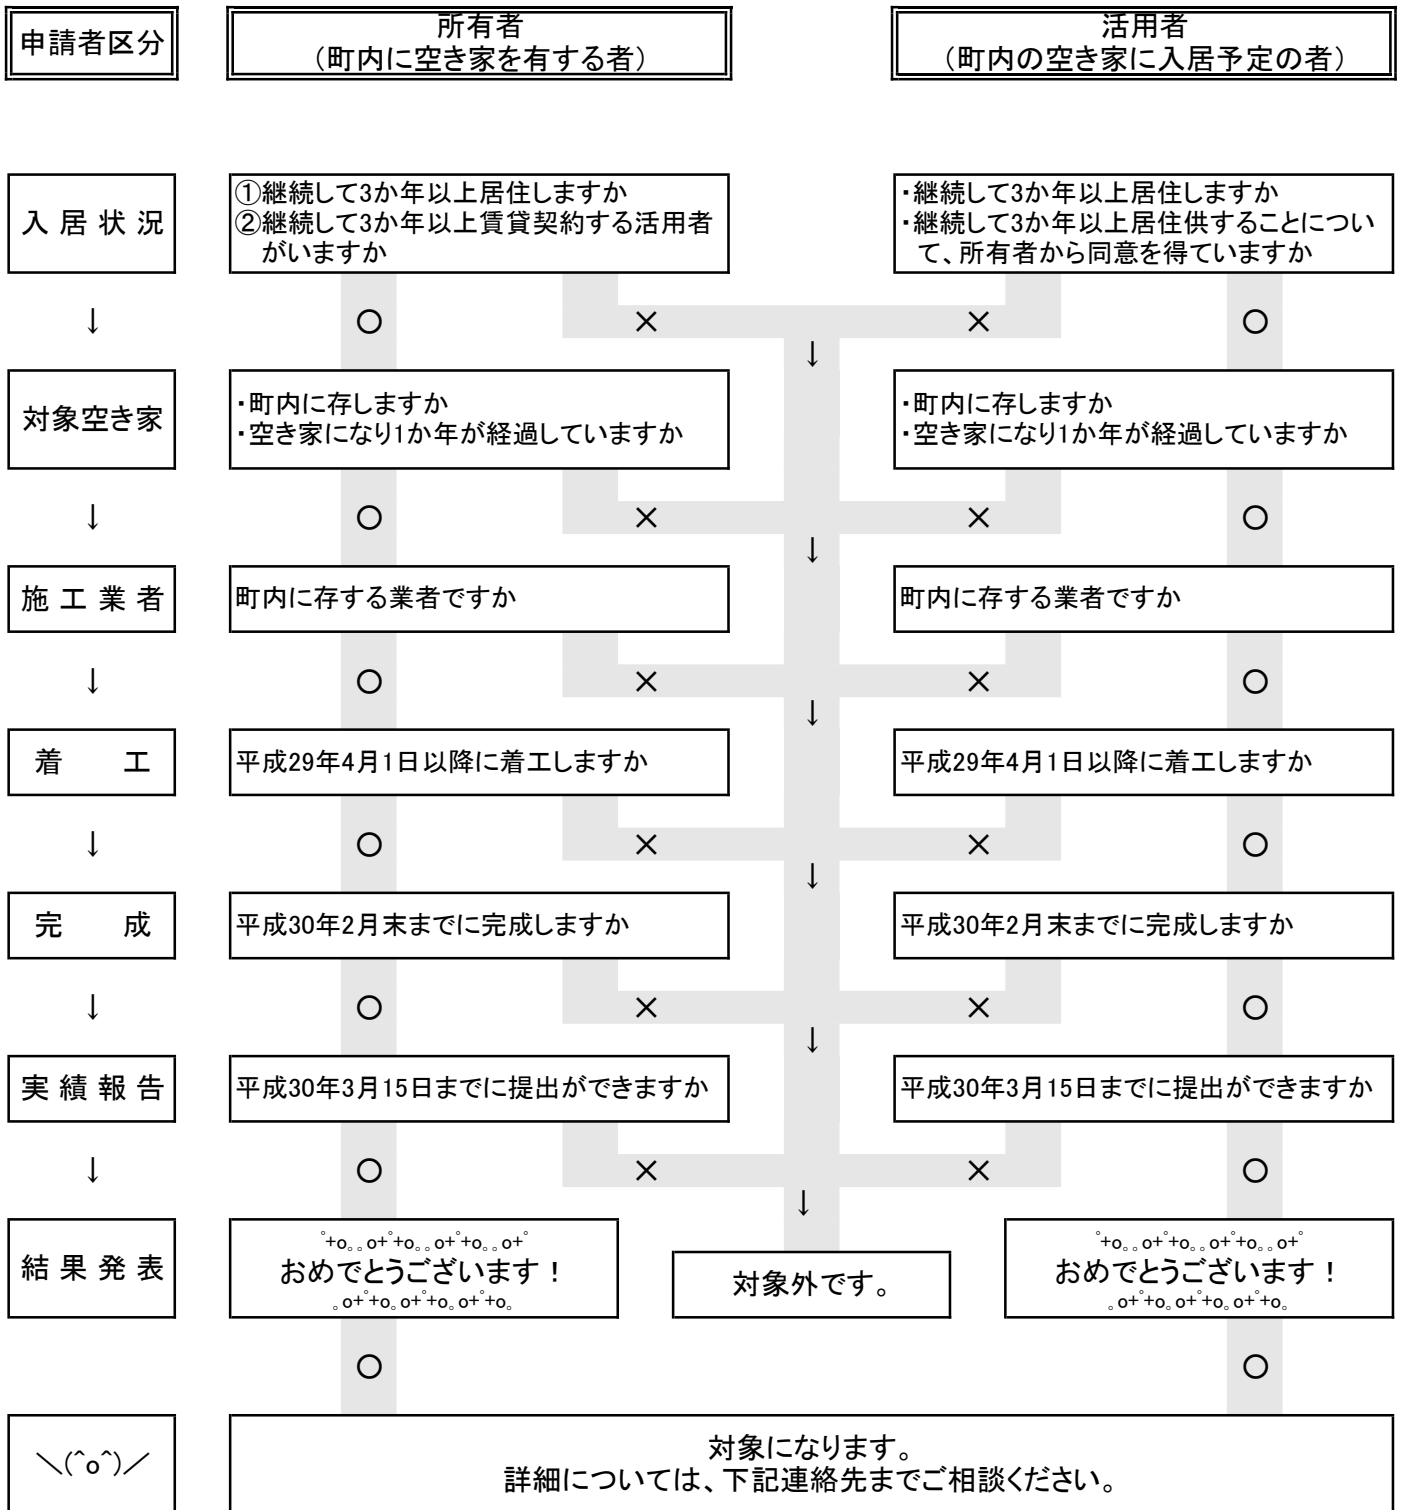 申請者区分
所有者
（町内に空き家を有する者）
活用者
（町内の空き家に入居予定の者）
入居状況
①継続して3か年以上居住しますか
②継続して3か年以上賃貸契約する活用者
がいますか
・継続して3か年以上居住しますか
・継続して3か年以上居住供することについ
て、所有者から同意を得ていますか
↓
○
×
×
○
↓
対象空き家
・町内に存しますか
・空き家になり1か年が経過していますか
・町内に存しますか
・空き家になり1か年が経過していますか
↓
○
×
×
○
↓
施工業者
町内に存する業者ですか
町内に存する業者ですか
↓
○
×
×
○
↓
着　工
平成29年4月1日以降に着工しますか
平成29年4月1日以降に着工しますか
↓
○
×
×
○
↓
完　成
平成30年2月末までに完成しますか
平成30年2月末までに完成しますか
↓
○
×
×
○
↓
実績報告
平成30年3月15日までに提出ができますか
平成30年3月15日までに提出ができますか
↓
○
×
×
○
↓
結果発表
ﾟ+o｡｡o+ﾟ+o｡｡o+ﾟ+o｡｡o+ﾟ
おめでとうございます！
｡o+ﾟ+o｡o+ﾟ+o｡o+ﾟ+o｡
対象外です。
ﾟ+o｡｡o+ﾟ+o｡｡o+ﾟ+o｡｡o+ﾟ
おめでとうございます！
｡o+ﾟ+o｡o+ﾟ+o｡o+ﾟ+o｡
○
○
＼(^o^)／
対象になります。
詳細については、下記連絡先までご相談ください。